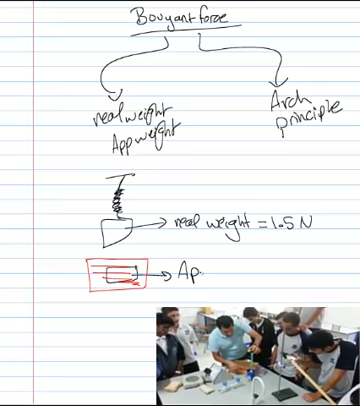 Bouyant force
real weight
App weight
Arch
principle
real weight = 1.5 N
Ap